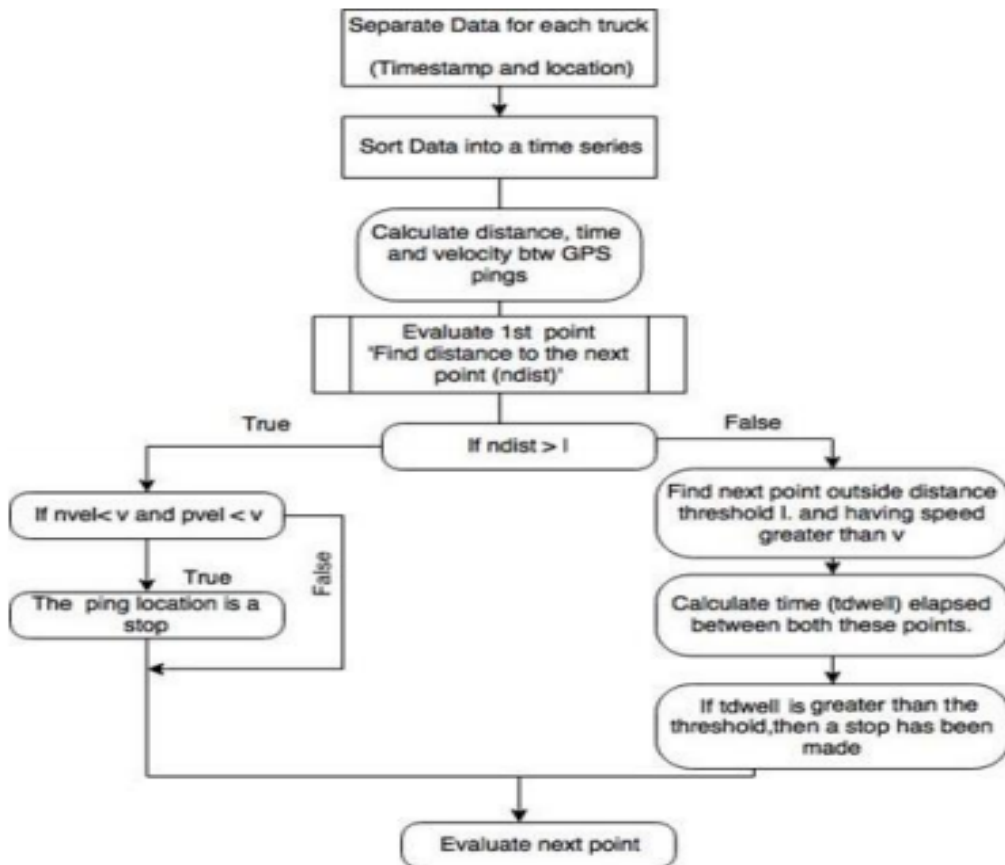 Separate Data for each truck
(Timestamp and location)
Sort Data into a time series
Calculate distance, time
and velocity btw GPS
pings
Evaluate 1st point
'Find distance to the next
point (ndist)'
True
If ndist > l
False
If nvel< v and pvel < v
False
True
The ping location is a
stop
Find next point outside distance
threshold l. and having speed
greater than v
Calculate time (tdwell) elapsed
between both these points.
If tdwell is greater than the
threshold,then a stop has been
made
Evaluate next point